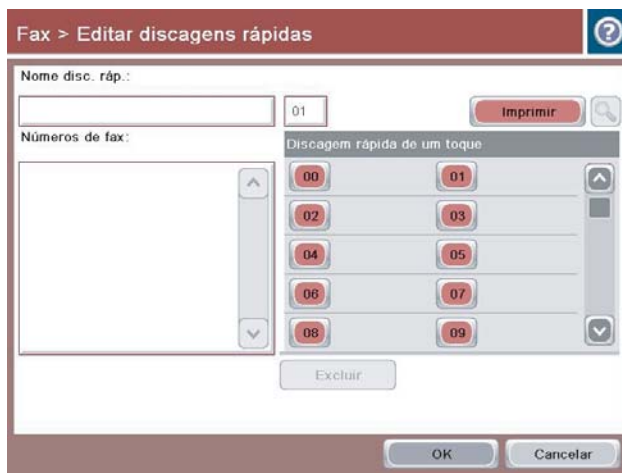 Fax > Editar discagens rápidas
?
Nome disc. ráp.:
01
Imprimir
Números de fax:
Discagem rápida de um toque
00 01
02 03
04 05
06 07
08 09
Excluir
OK Cancelar